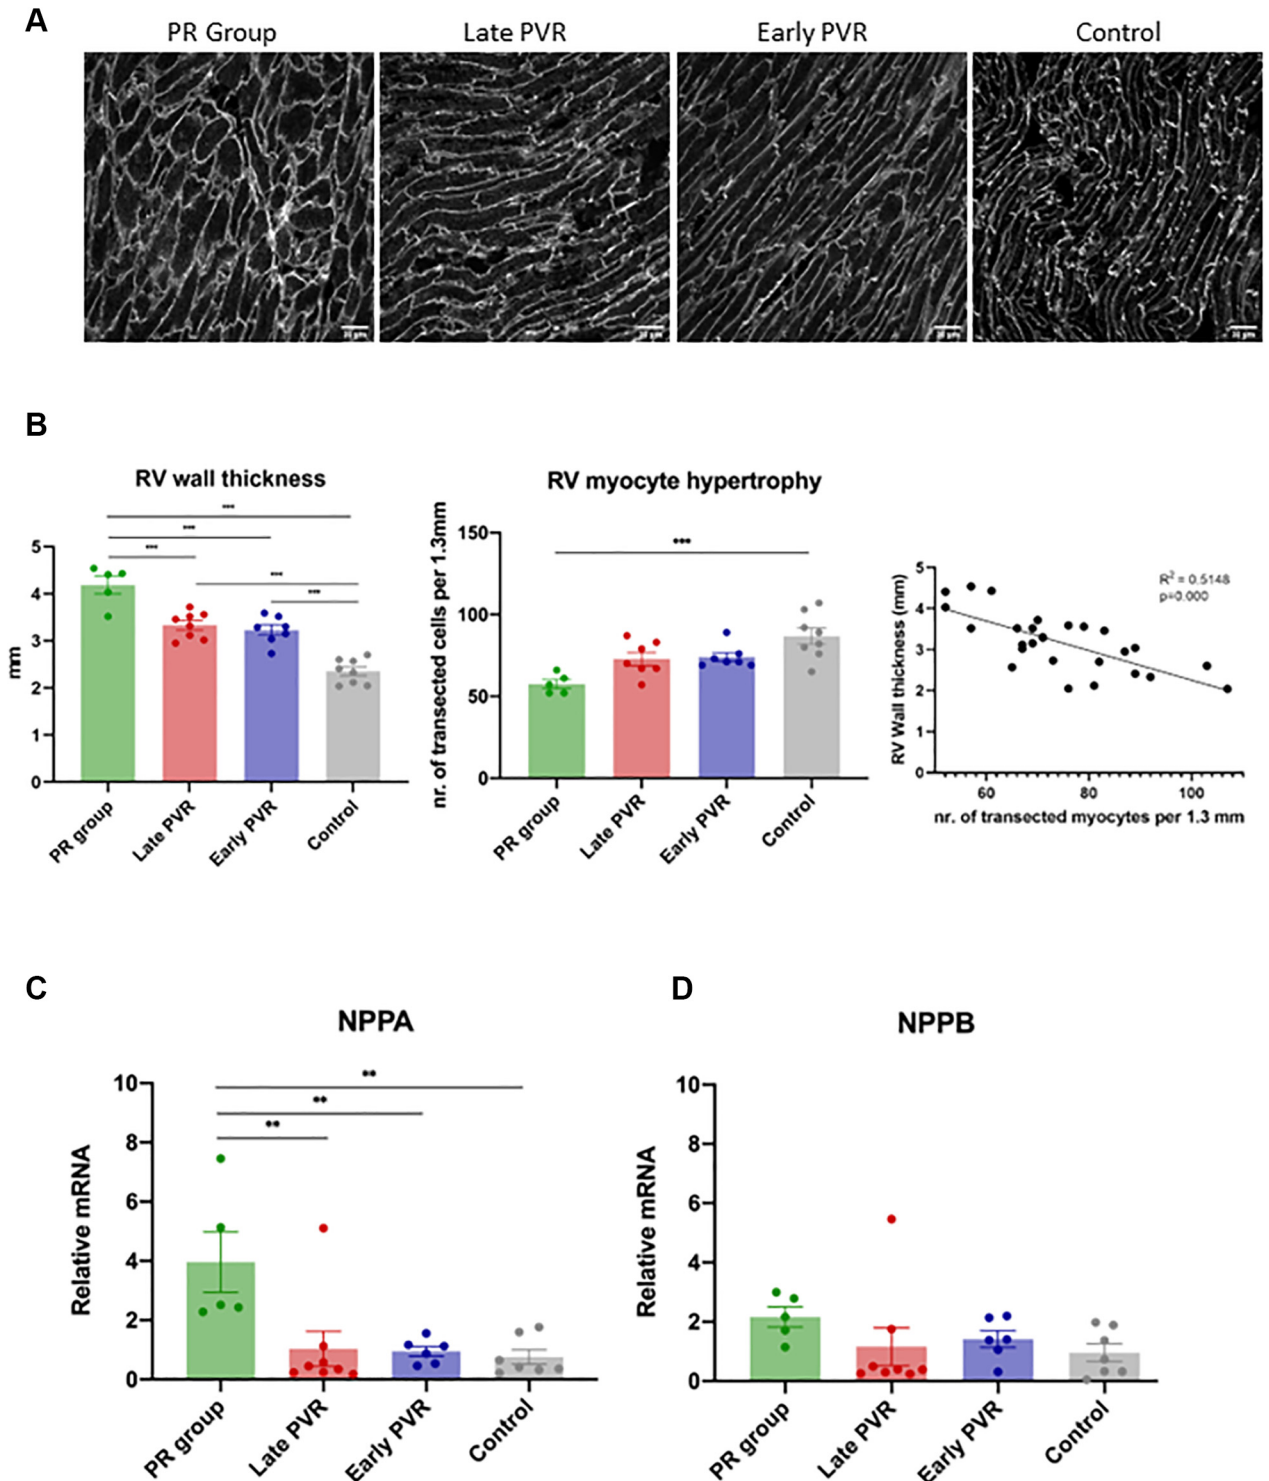 A
PR Group
Late PVR
Early PVR
Control
B
RV wall thickness
***
***
***
***
***
5
4
3
2
1
0
mm
PR group
Late PVR
Early PVR
Control
RV myocyte hypertrophy
***
150
100
50
0
nr. of transected cells per 1.3mm
PR group
Late PVR
Early PVR
Control
R² = 0.5148
p=0.000
5
4
3
2
1
0
RV Wall thickness (mm)
60
80
100
nr. of transected myocytes per 1.3 mm
C
NPPA
**
**
**
10
8
6
4
2
0
Relative mRNA
PR group
Late PVR
Early PVR
Control
D
NPPB
10
8
6
4
2
0
Relative mRNA
PR group
Late PVR
Early PVR
Control